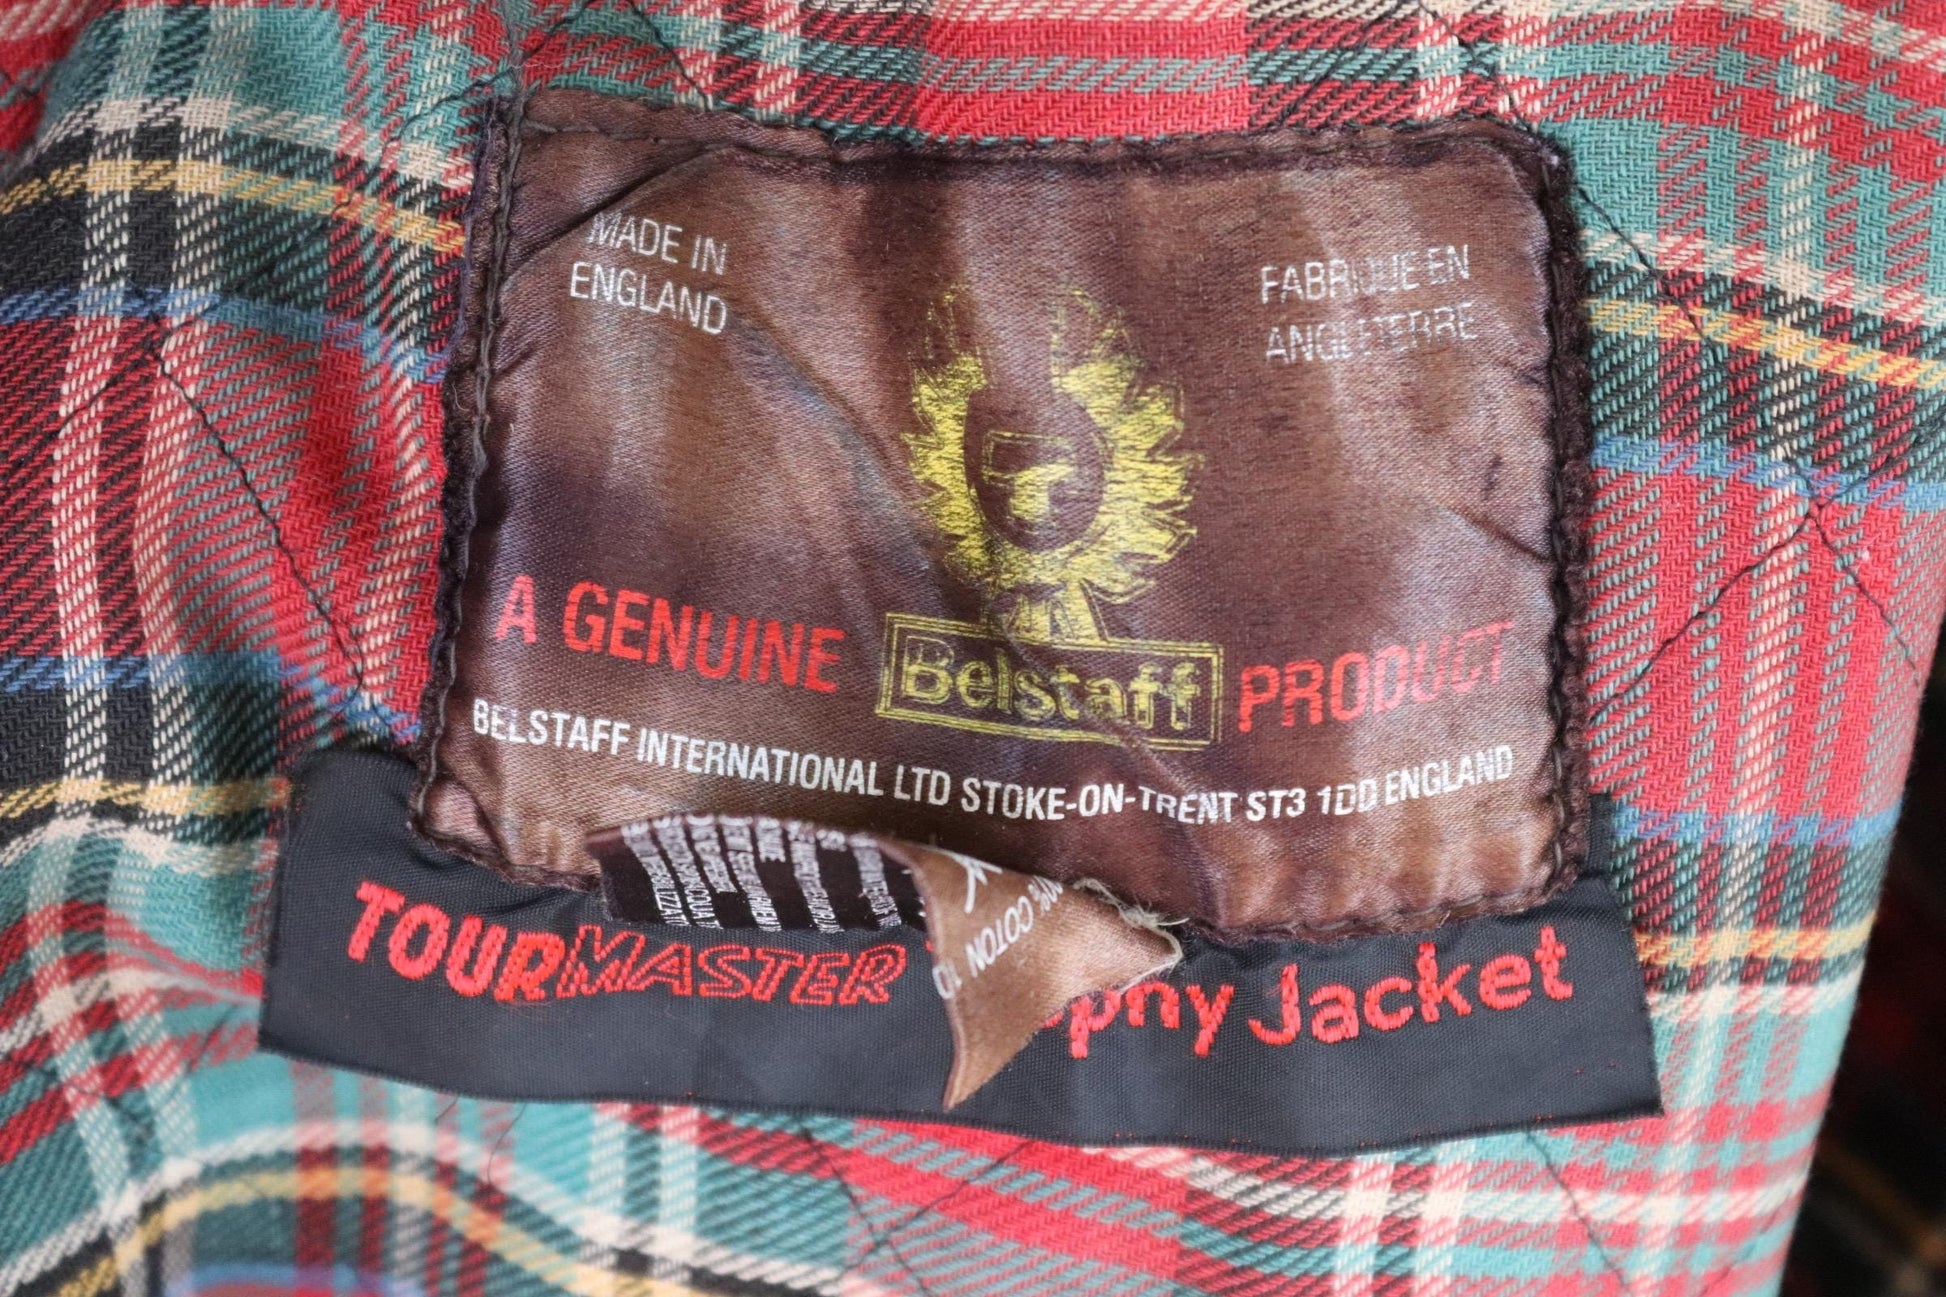 MADE IN
ENGLAND
FABRIQUE EN
ANGLETERRE
A GENUINE Belstaff PRODUCT
BELSTAFF INTERNATIONAL LTD STOKE-ON-TRENT ST3 1DD ENGLAND
COTON
TOURMASTER Jacket